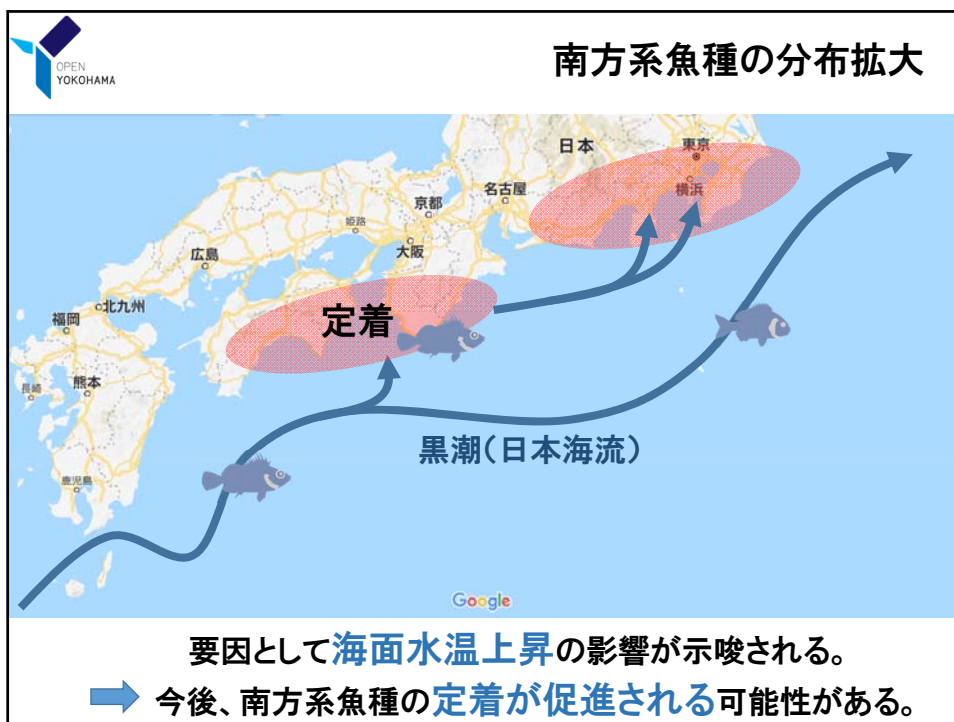 OPEN
YOKOHAMA
南方系魚種の分布拡大
日本
東京
横浜
名古屋
京都
姫路
大阪
広島
北九州
福岡
定着
長崎
熊本
黒潮(日本海流)
鹿児島
Google
要因として海面水温上昇の影響が示唆される。
今後、南方系魚種の定着が促進される可能性がある。